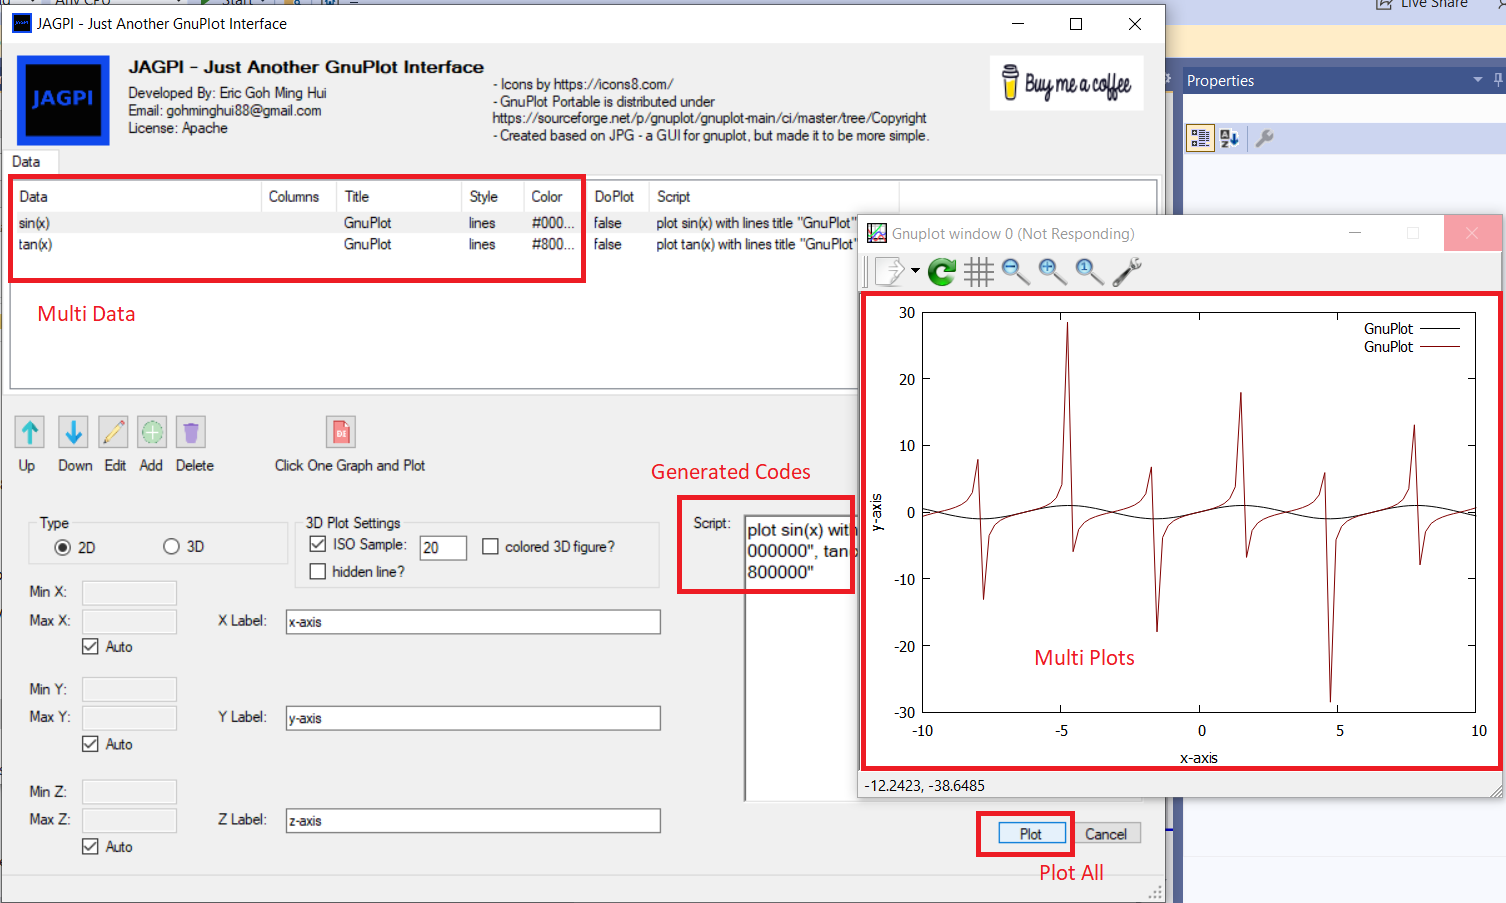 Any CPU
Start
Live Share
JAGPI - Just Another GnuPlot Interface
JAGPI
JAGPI - Just Another GnuPlot Interface
Developed By: Eric Goh Ming Hui
Email: gohminghui88@gmail.com
License: Apache
- Icons by https://icons8.com/
- GnuPlot Portable is distributed under
https://sourceforge.net/p/gnuplot/gnuplot-main/ci/master/tree/Copyright
- Created based on JPG - a GUI for gnuplot, but made it to be more simple.
Buy me a coffee
Properties
Data
Data Columns Title Style Color DoPlot Script
sin(x) GnuPlot lines #000... false plot sin(x) with lines title "GnuPlot"
tan(x) GnuPlot lines #800... false plot tan(x) with lines title "GnuPlot"
Multi Data
Up Down Edit Add Delete
Click One Graph and Plot
Generated Codes
Type
2D 3D
3D Plot Settings
ISO Sample: 20 colored 3D figure?
hidden line?
Script:
plot sin(x) with
000000", tan
800000"
Min X:
Max X:
Auto
X Label: x-axis
Min Y:
Max Y:
Auto
Y Label: y-axis
Min Z:
Max Z:
Auto
Z Label: z-axis
Plot Cancel
Plot All
Gnuplot window 0 (Not Responding)
1
GnuPlot
GnuPlot
30
20
10
0
-10
-20
-30
y-axis
-10 -5 0 5 10
x-axis
Multi Plots
-12.2423, -38.6485